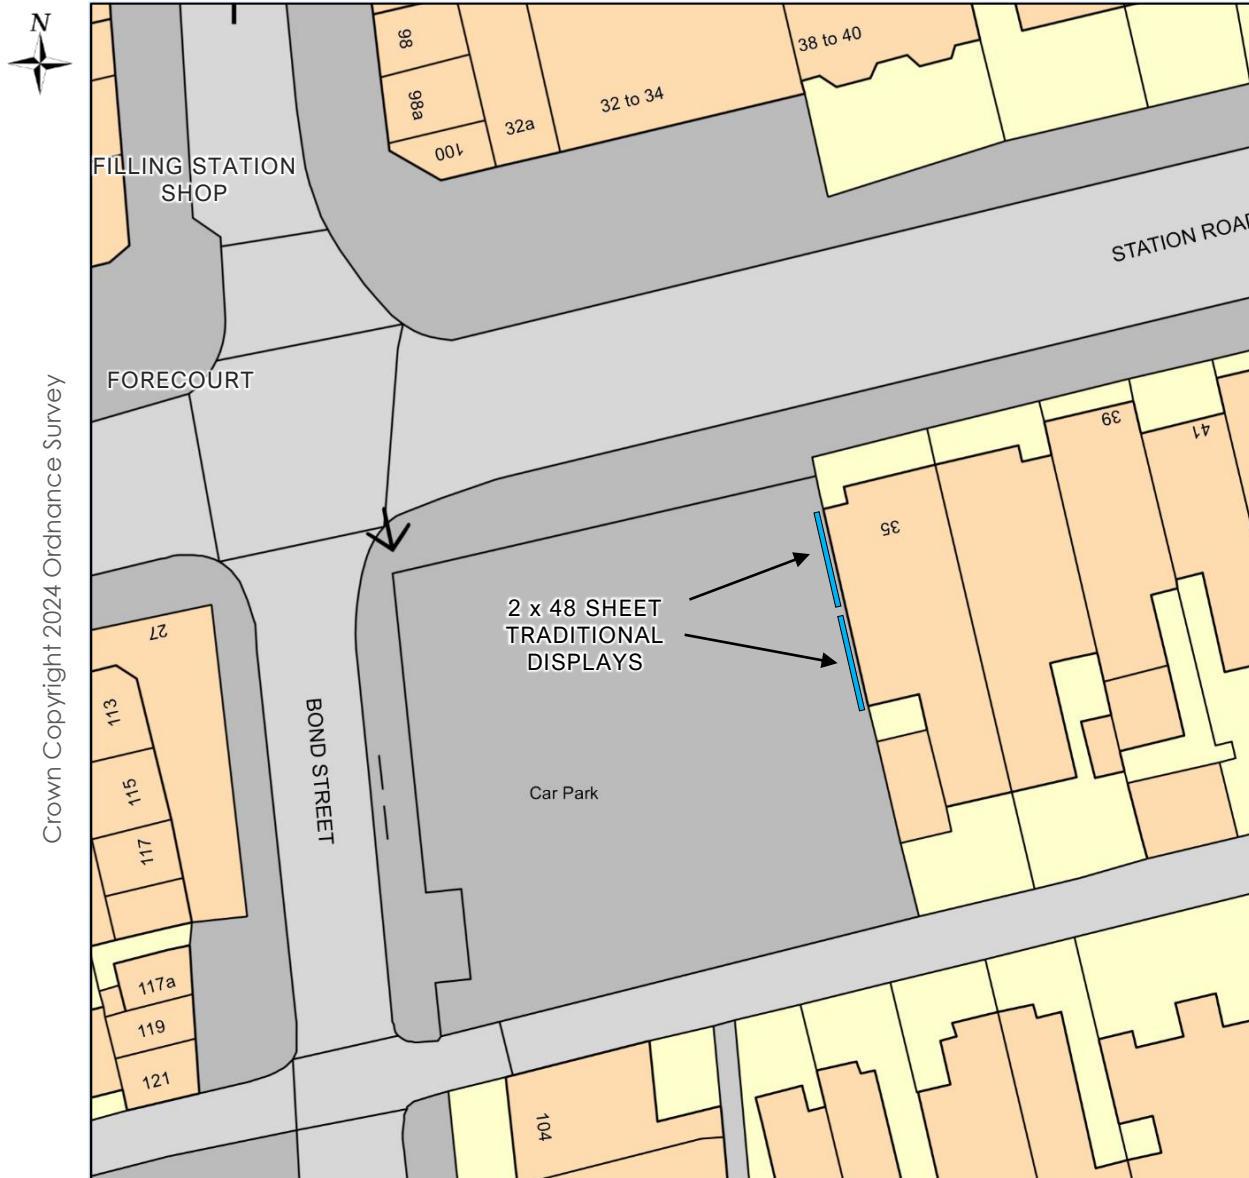 N
98
38 to 40
98a
32 to 34
32a
100
FILLING STATION
SHOP
STATION ROAD
FORECOURT
39
41
35
2 x 48 SHEET
TRADITIONAL
DISPLAYS
27
113
BOND STREET
115
Car Park
117
117a
119
121
104
Crown Copyright 2024 Ordnance Survey